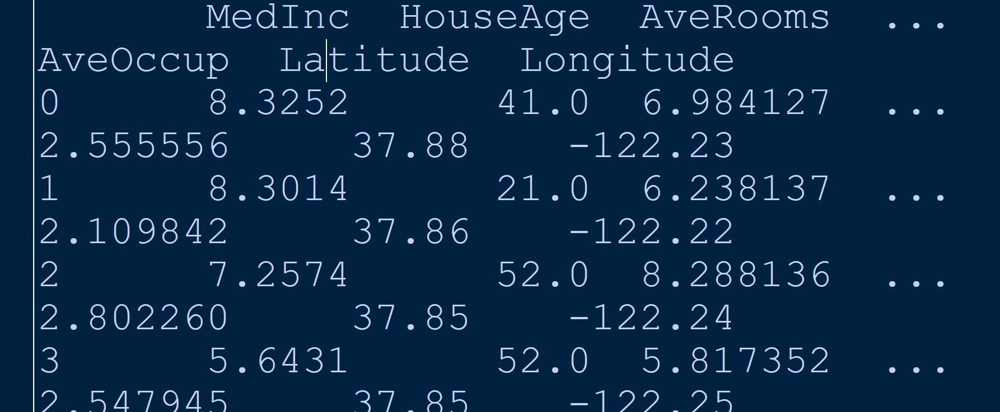 MedInc  HouseAge  AveRooms  ...
AveOccup  Latitude  Longitude
0      8.3252      41.0  6.984127  ...
2.555556     37.88    -122.23
1      8.3014      21.0  6.238137  ...
2.109842     37.86    -122.22
2      7.2574      52.0  8.288136  ...
2.802260     37.85    -122.24
3      5.6431      52.0  5.817352  ...
2.547945     37.85    -122.25